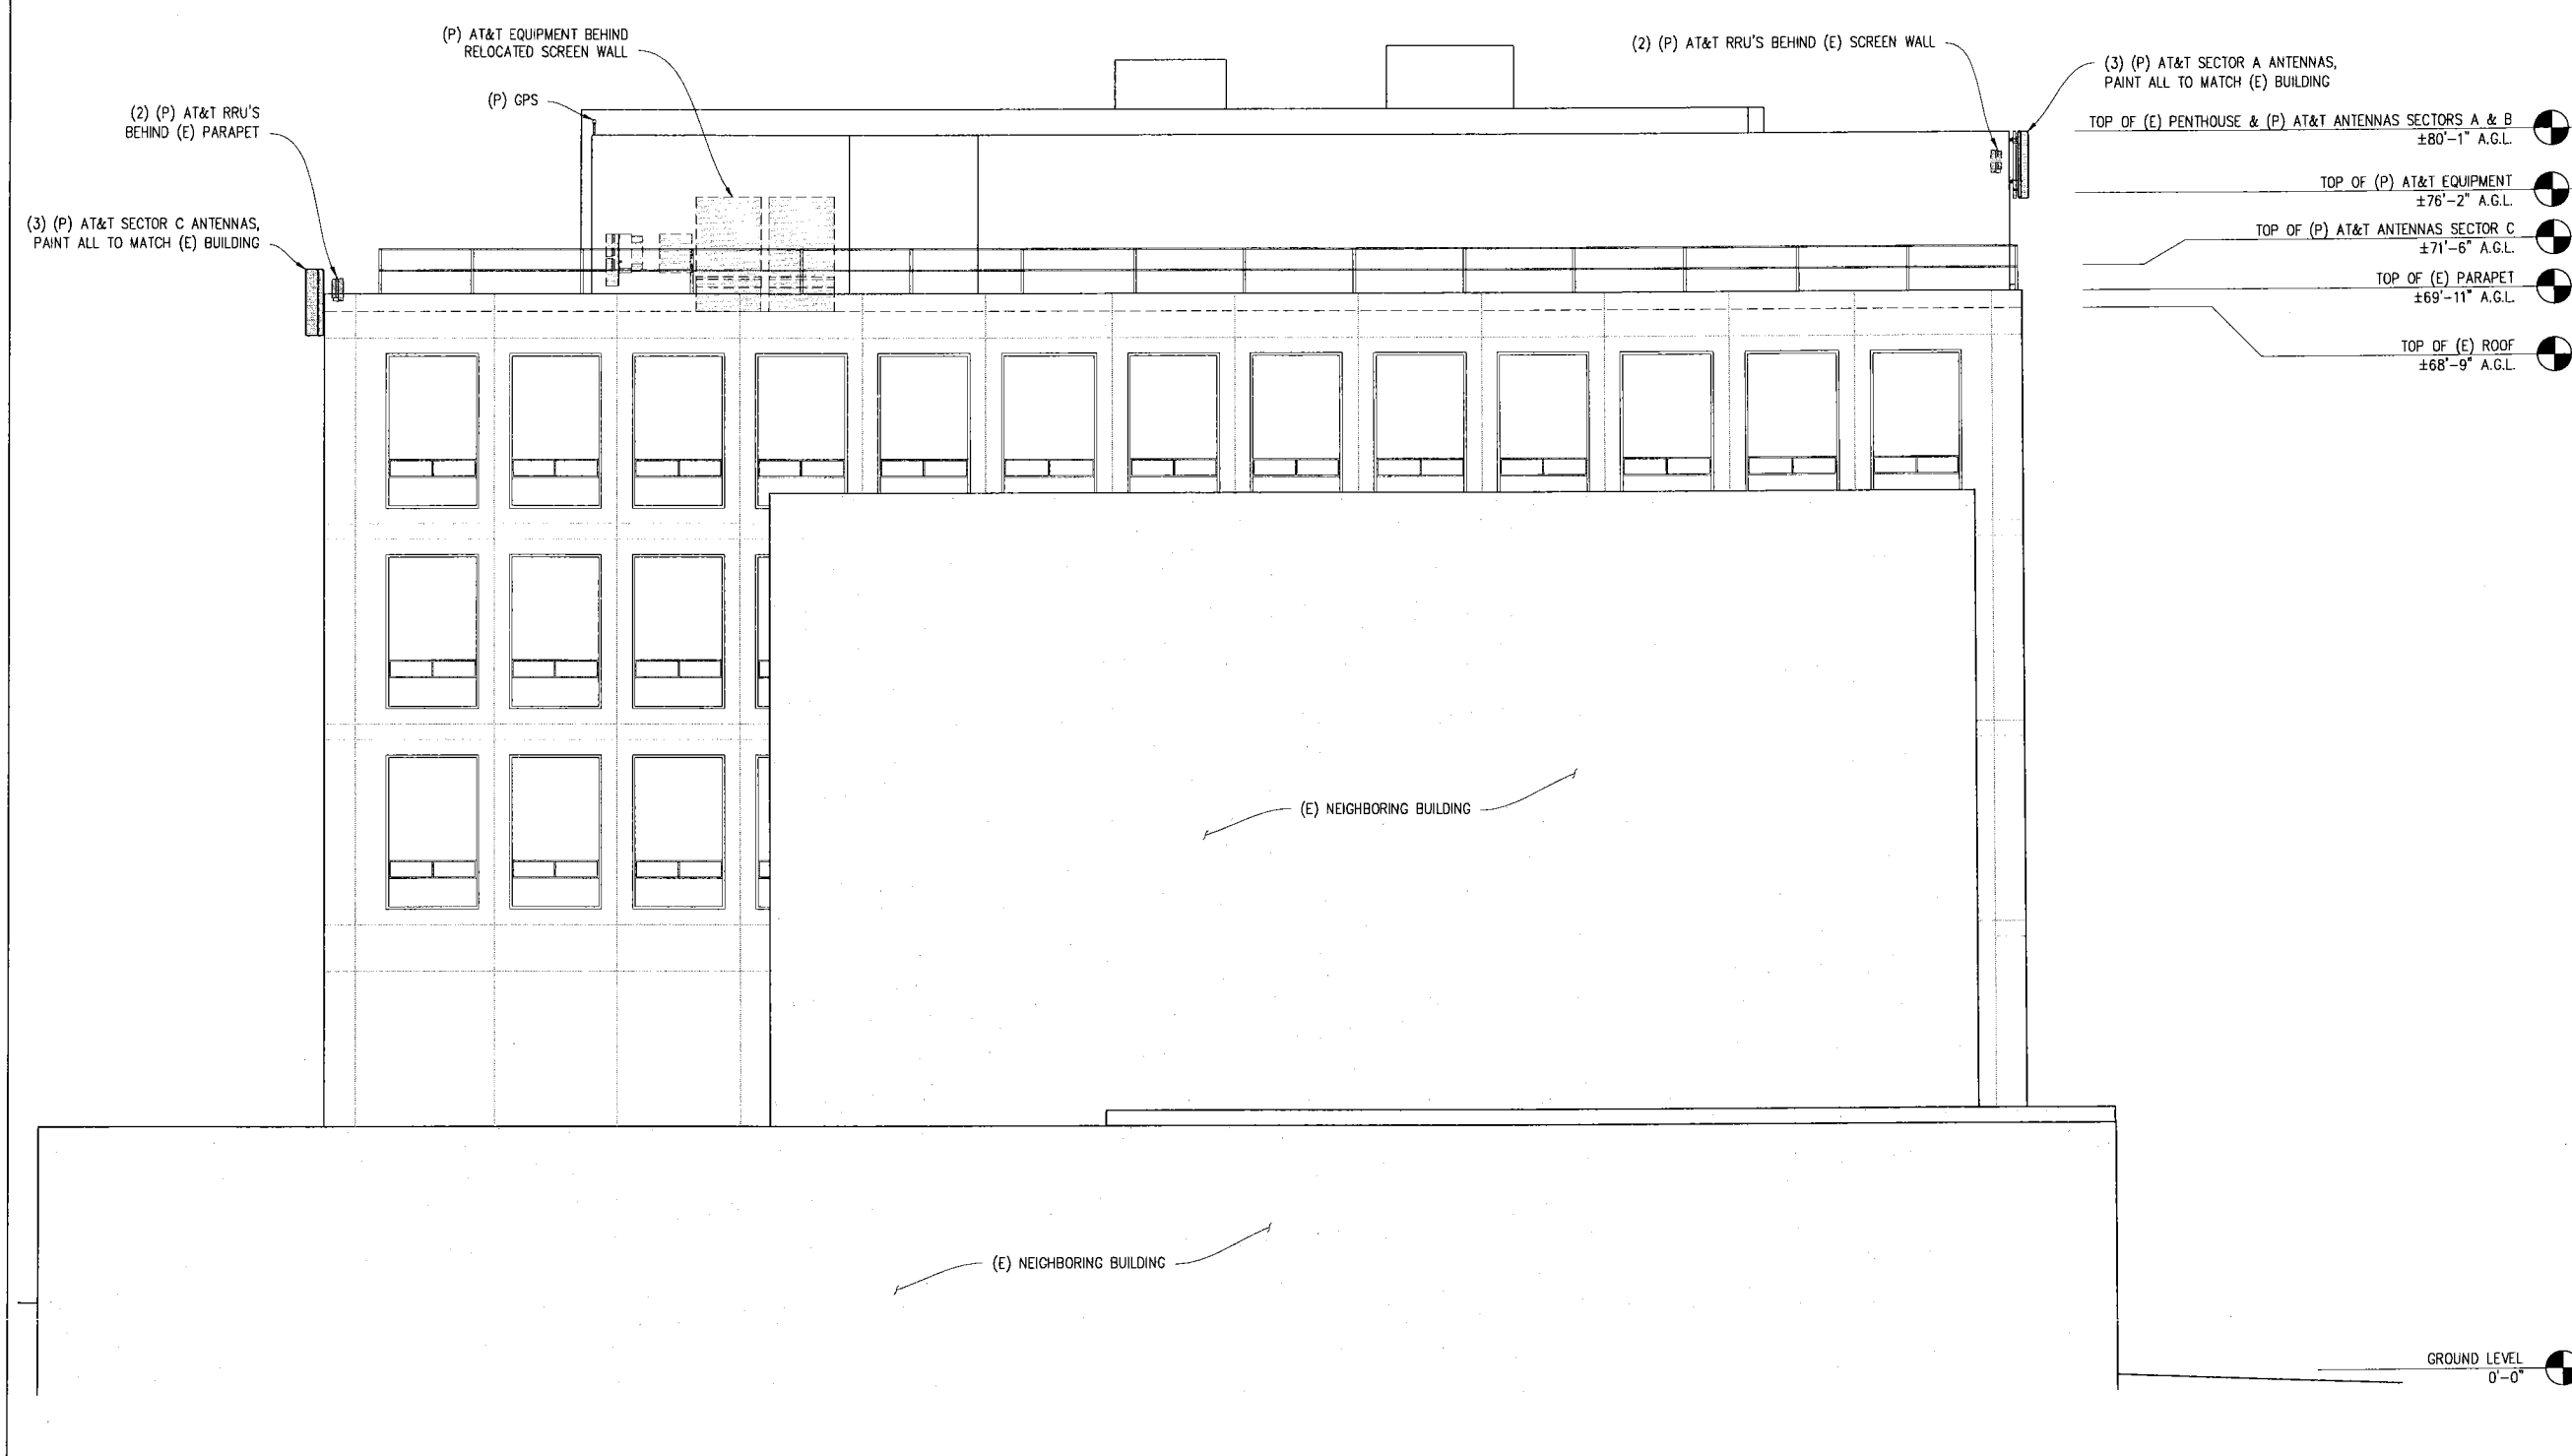 (P) AT&T EQUIPMENT BEHIND
RELOCATED SCREEN WALL
(2) (P) AT&T RRU'S BEHIND (E) SCREEN WALL
(3) (P) AT&T SECTOR A ANTENNAS,
PAINT ALL TO MATCH (E) BUILDING
(P) GPS
(2) (P) AT&T RRU'S
BEHIND (E) PARAPET
TOP OF (E) PENTHOUSE & (P) AT&T ANTENNAS SECTORS A & B
±80'-1" A.G.L.
TOP OF (P) AT&T EQUIPMENT
±76'-2" A.G.L.
(3) (P) AT&T SECTOR C ANTENNAS,
PAINT ALL TO MATCH (E) BUILDING
TOP OF (P) AT&T ANTENNAS SECTOR C
±71'-6" A.G.L.
TOP OF (E) PARAPET
±69'-11" A.G.L.
TOP OF (E) ROOF
±68'-9" A.G.L.
(E) NEIGHBORING BUILDING
(E) NEIGHBORING BUILDING
GROUND LEVEL
0'-0"